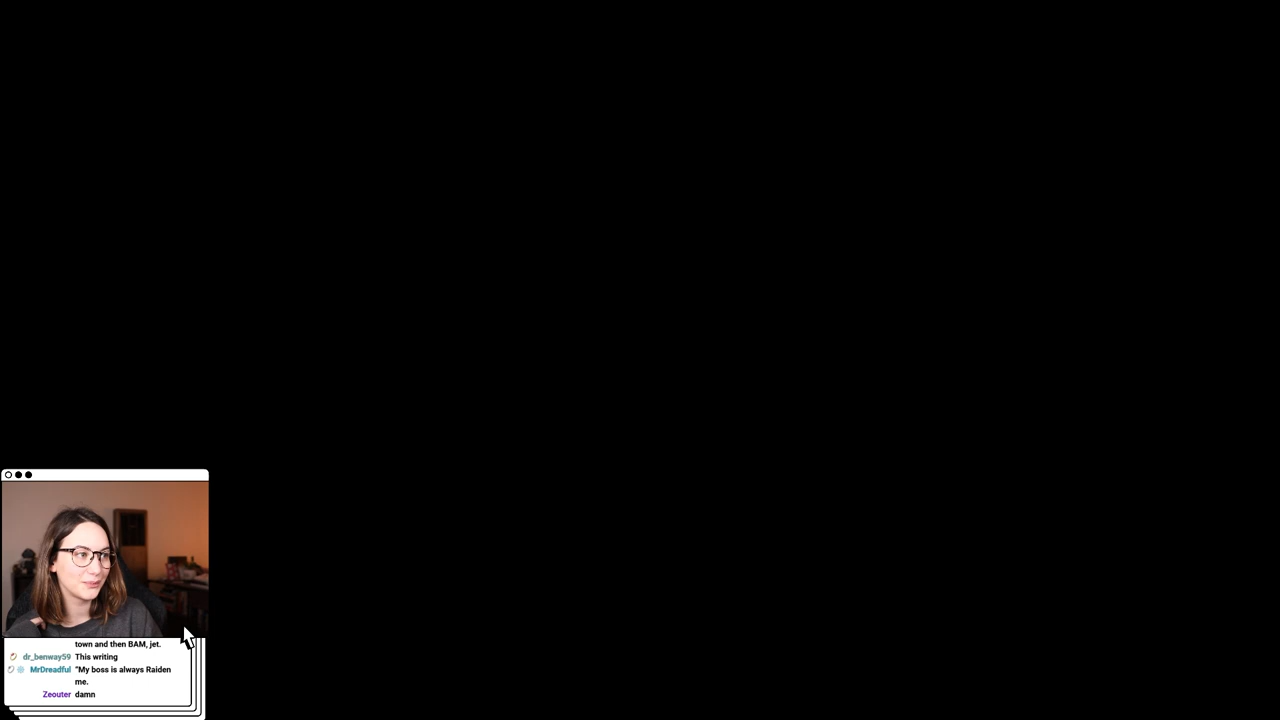 town and then BAM, jet.
dr_benway59 This writing
MrDreadful "My boss is always Raiden
me.
Zeouter damn